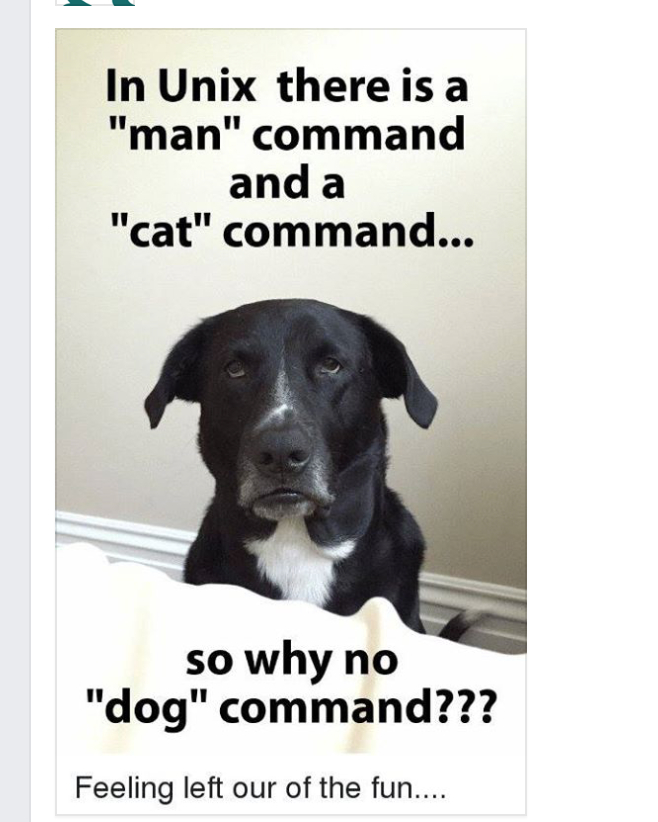 In Unix there is a
"man" command
and a
"cat" command...
so why no
"dog" command???
Feeling left our of the fun....